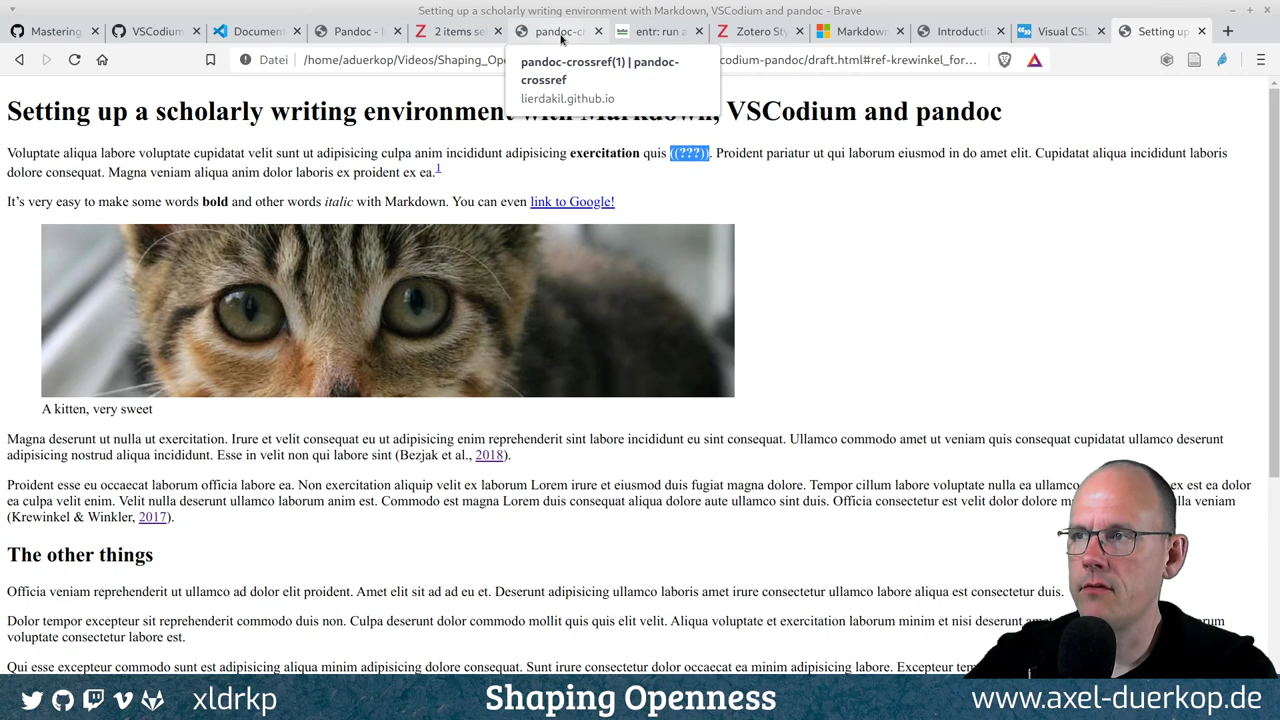 Setting up a scholarly writing environment with Markdown, VSCodium and pandoc - Brave
Mastering
VSCodium
Document
Pandoc -
2 items se
pandoc-cr
entr: run a
Zotero Sty
Markdown
Introducti
Visual CSL
Setting up
Datei
/home/aduerkop/Videos/Shaping_Ope
codium-pandoc/draft.html#ref-krewinkel_for...
pandoc-crossref(1) | pandoc-
crossref
lierdakil.github.io
Setting up a scholarly writing environment with Markdown, VSCodium and pandoc
Voluptate aliqua labore voluptate cupidatat velit sunt ut adipisicing culpa anim incididunt adipisicing exercitation quis ((???)). Proident pariatur ut qui laborum eiusmod in do amet elit. Cupidatat aliqua incididunt laboris
dolore consequat. Magna veniam aliqua anim dolor laboris ex proident ex ea.1
It’s very easy to make some words bold and other words italic with Markdown. You can even link to Google!
A kitten, very sweet
Magna deserunt ut nulla ut exercitation. Irure et velit consequat eu ut adipisicing enim reprehenderit sint labore incididunt eu sint consequat. Ullamco commodo amet ut veniam quis consequat cupidatat ullamco deserunt
adipisicing nostrud aliqua incididunt. Esse in velit non qui labore sint (Bezjak et al., 2018).
Proident esse eu occaecat laborum officia labore ea. Non exercitation aliquip velit ex laborum Lorem irure et eiusmod duis fugiat magna dolore. Tempor cillum labore voluptate nulla ea ullamco ex est ea dolor
ea culpa velit enim. Velit nulla deserunt ullamco laborum anim est. Commodo est magna Lorem duis consequat aliqua dolore aute ullamco sint duis. Officia consectetur est velit dolor dolore nulla veniam
(Krewinkel & Winkler, 2017).
The other things
Officia veniam reprehenderit ut ullamco ad dolor elit proident. Amet elit sit ad ad eu et. Deserunt adipisicing ullamco laboris amet irure consectetur ullamco labore aliqua est consectetur duis.
Dolor tempor excepteur sit reprehenderit commodo duis non. Culpa deserunt dolor commodo mollit quis quis elit velit. Aliqua voluptate et exercitation laborum minim et nisi deserunt
voluptate consectetur labore est.
Qui esse excepteur commodo sunt est adipisicing aliqua minim adipisicing dolore consequat. Sunt irure consectetur dolor occaecat ea minim adipisicing labore. Excepteur
xldrkp
Shaping Openness
www.axel-duerkop.de